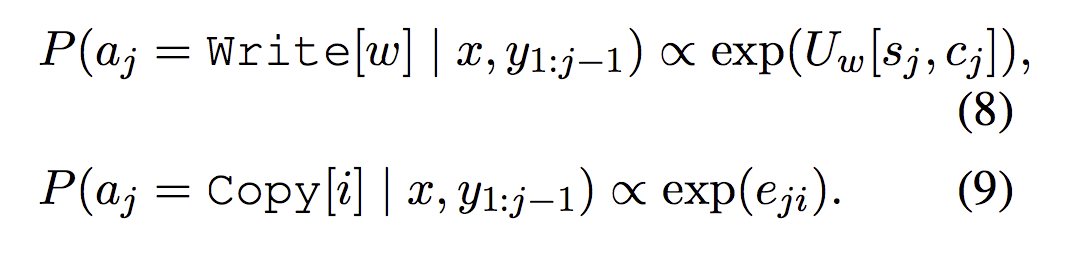 P(a_j = Write[w] | x, y_{1:j−1}) ∝ exp(U_w[s_j, c_j]),
(8)
P(a_j = Copy[i] | x, y_{1:j−1}) ∝ exp(e_{ji}). (9)